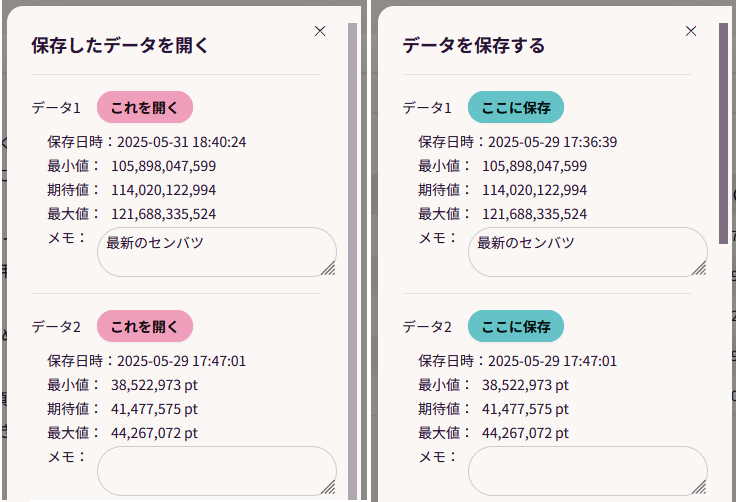 保存したデータを開く
データ1 これを開く
保存日時：2025-05-31 18:40:24
最小値： 105,898,047,599
期待値： 114,020,122,994
最大値： 121,688,335,524
メモ： 最新のセンバツ
データ2 これを開く
保存日時：2025-05-29 17:47:01
最小値： 38,522,973 pt
期待値： 41,477,575 pt
最大値： 44,267,072 pt
メモ：
データを保存する
データ1 ここに保存
保存日時：2025-05-29 17:36:39
最小値： 105,898,047,599
期待値： 114,020,122,994
最大値： 121,688,335,524
メモ： 最新のセンバツ
データ2 ここに保存
保存日時：2025-05-29 17:47:01
最小値： 38,522,973 pt
期待値： 41,477,575 pt
最大値： 44,267,072 pt
メモ：